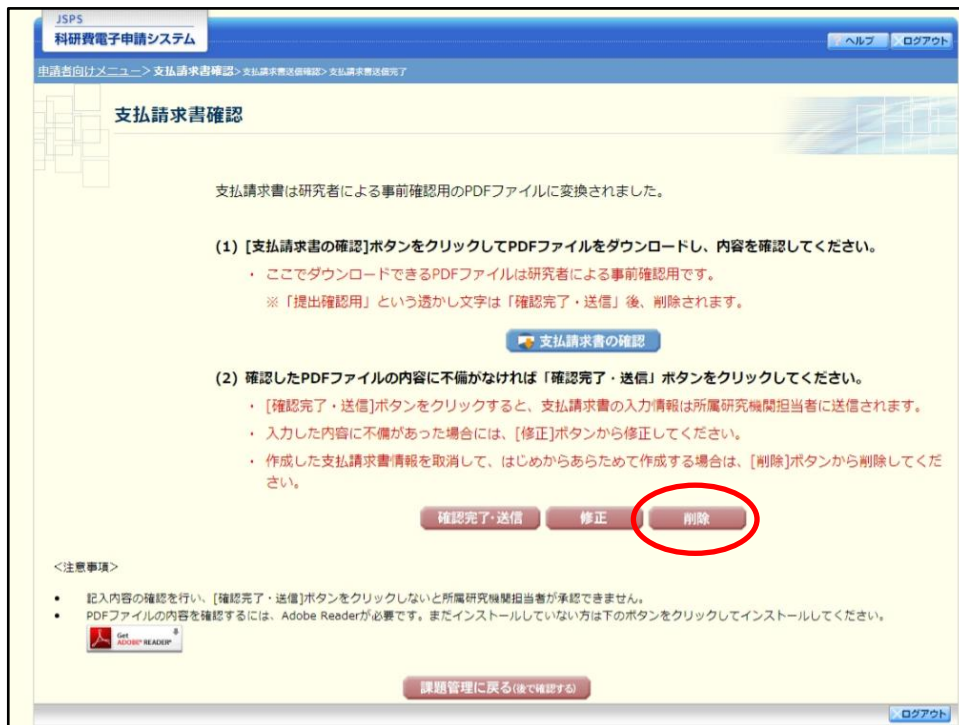 JSPS
科研費電子申請システム
ヘルプ
ログアウト
申請者向けメニュー>支払請求書確認>支払請求書送信確認>支払請求書送信完了
支払請求書確認
支払請求書は研究者による事前確認用のPDFファイルに変換されました。
(1) [支払請求書の確認]ボタンをクリックしてPDFファイルをダウンロードし、内容を確認してください。
・ ここでダウンロードできるPDFファイルは研究者による事前確認用です。
※「提出確認用」という透かし文字は「確認完了・送信」後、削除されます。
支払請求書の確認
(2) 確認したPDFファイルの内容に不備がなければ「確認完了・送信」ボタンをクリックしてください。
・ [確認完了・送信]ボタンをクリックすると、支払請求書の入力情報は所属研究機関担当者に送信されます。
・ 入力した内容に不備があった場合には、[修正]ボタンから修正してください。
・ 作成した支払請求書情報を取消して、はじめからあらためて作成する場合は、[削除]ボタンから削除してくだ
さい。
確認完了・送信
修正
削除
<注意事項>
• 記入内容の確認を行い、[確認完了・送信]ボタンをクリックしないと所属研究機関担当者が承認できません。
• PDFファイルの内容を確認するには、Adobe Readerが必要です。まだインストールしていない方は下のボタンをクリックしてインストールしてください。
Get
ADOBE® READER®
課題管理に戻る(後で確認する)
ログアウト